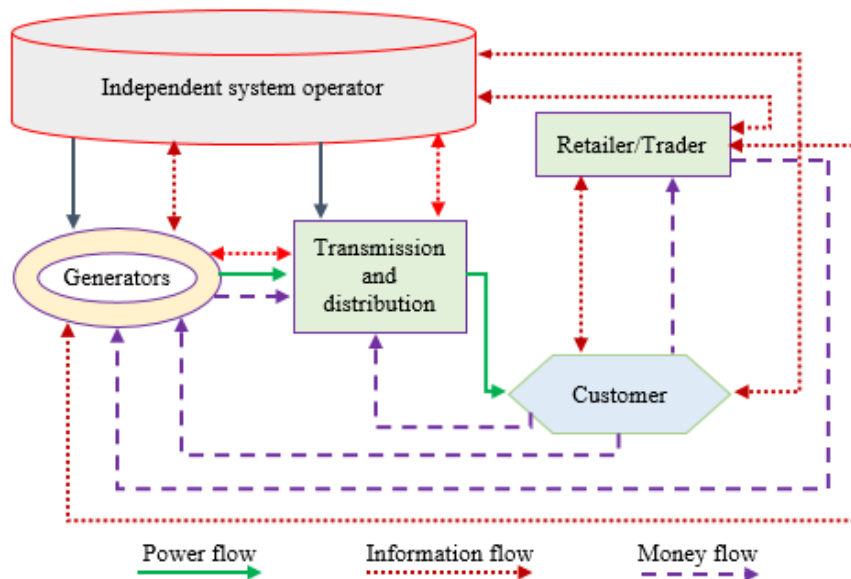 Independent system operator
Retailer/Trader
Generators
Transmission
and
distribution
Customer
Power flow
Information flow
Money flow